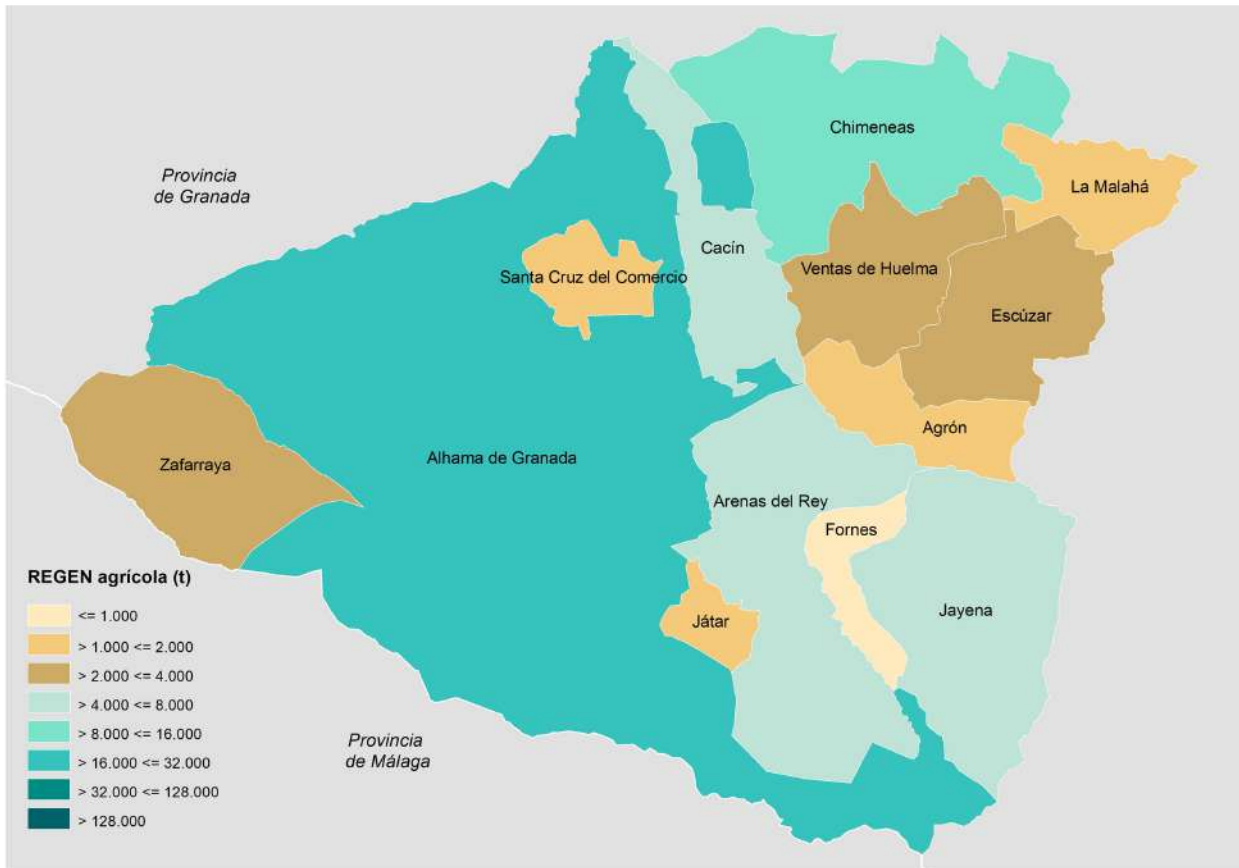 Chimeneas
La Malahá
Provincia
de Granada
Cacín
Ventas de Huelma
Santa Cruz del Comercio
Escúzar
Agrón
Zafarraya
Alhama de Granada
Arenas del Rey
Fornes
Jayena
Játar
Provincia
de Málaga
REGEN agrícola (t)
<= 1.000
> 1.000 <= 2.000
> 2.000 <= 4.000
> 4.000 <= 8.000
> 8.000 <= 16.000
> 16.000 <= 32.000
> 32.000 <= 128.000
> 128.000